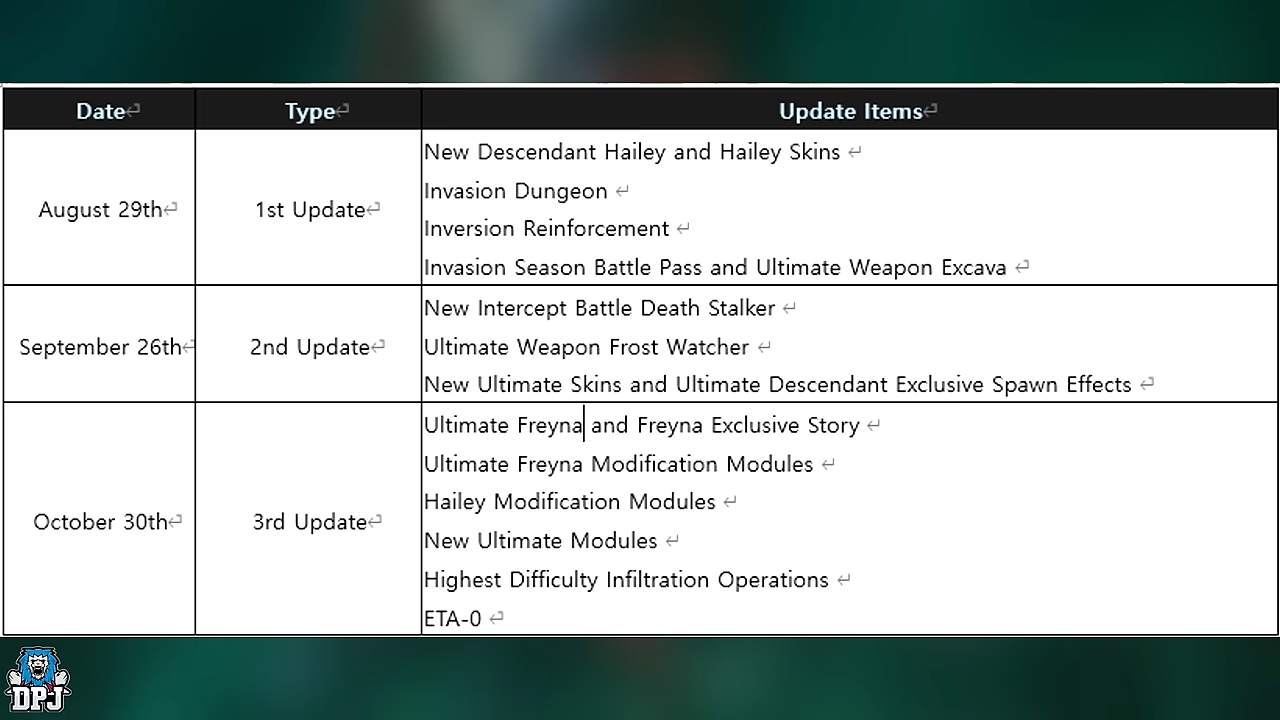 Date Type Update Items
August 29th 1st Update
New Descendant Hailey and Hailey Skins
Invasion Dungeon
Inversion Reinforcement
Invasion Season Battle Pass and Ultimate Weapon Excava
September 26th 2nd Update
New Intercept Battle Death Stalker
Ultimate Weapon Frost Watcher
New Ultimate Skins and Ultimate Descendant Exclusive Spawn Effects
October 30th 3rd Update
Ultimate Freyna and Freyna Exclusive Story
Ultimate Freyna Modification Modules
Hailey Modification Modules
New Ultimate Modules
Highest Difficulty Infiltration Operations
ETA-0
DPJ